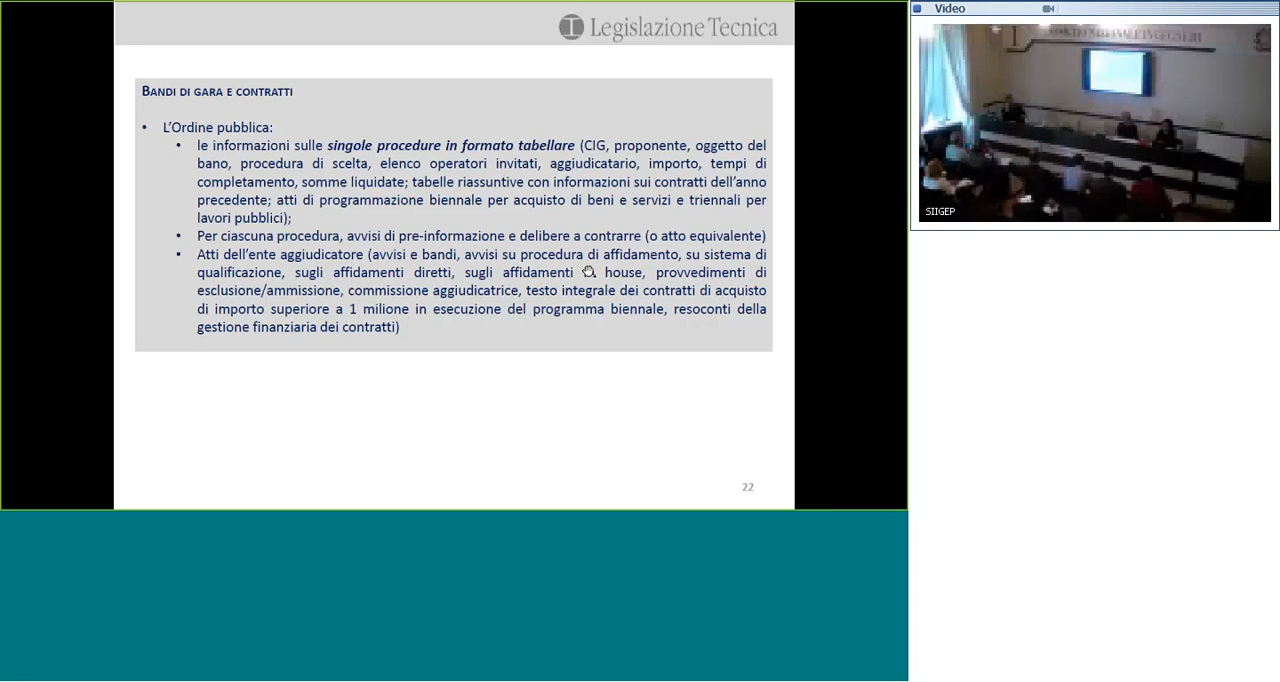 Legislazione Tecnica
Video
BANDI DI GARA E CONTRATTI
• L'Ordine pubblica:
• le informazioni sulle singole procedure in formato tabellare (CIG, proponente, oggetto del
bano, procedura di scelta, elenco operatori invitati, aggiudicatario, importo, tempi di
completamento, somme liquidate; tabelle riassuntive con informazioni sui contratti dell'anno
precedente; atti di programmazione biennale per acquisto di beni e servizi e triennali per
lavori pubblici);
• Per ciascuna procedura, avvisi di pre-informazione e delibere a contrarre (o atto equivalente)
• Atti dell'ente aggiudicatore (avvisi e bandi, avvisi su procedura di affidamento, su sistema di
qualificazione, sugli affidamenti diretti, sugli affidamenti house, provvedimenti di
esclusione/ammissione, commissione aggiudicatrice, testo integrale dei contratti di acquisto
di importo superiore a 1 milione in esecuzione del programma biennale, resoconti della
gestione finanziaria dei contratti)
22
SIIGEP